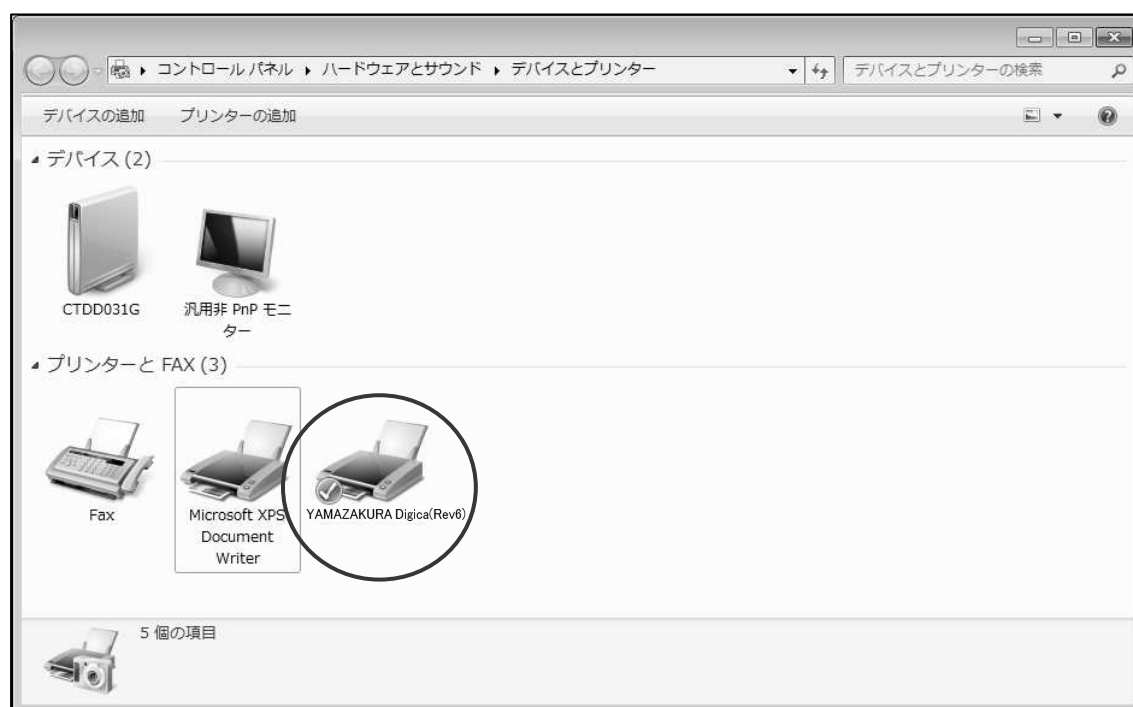 コントロール パネル ハードウェアとサウンド デバイスとプリンター
デバイスとプリンターの検索
デバイスの追加 プリンターの追加
デバイス (2)
CTDD031G
汎用非 PnP モニ
ター
プリンターと FAX (3)
Fax
Microsoft XPS
Document
Writer
YAMAZAKURA Digica(Rev6)
5 個の項目